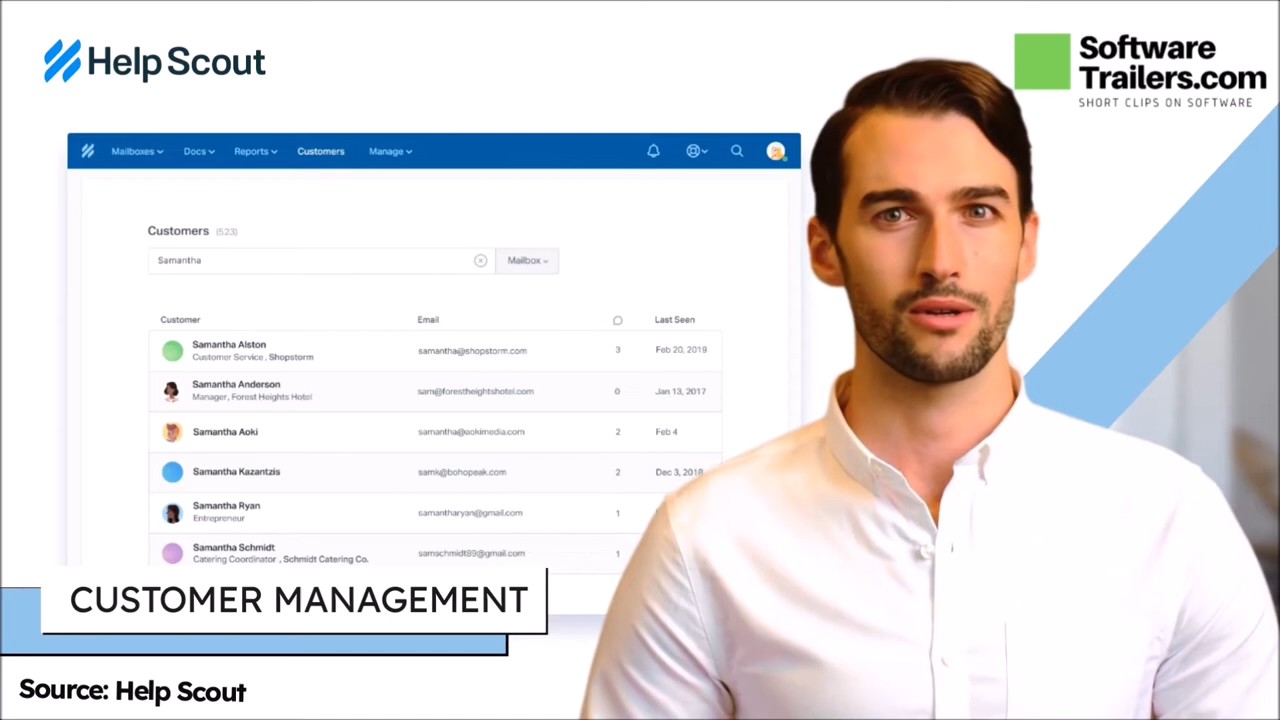 Help Scout
Software
Trailers.com
SHORT CLIPS ON SOFTWARE
Mailboxes Docs Reports Customers Manage
Customers (523)
Samantha Mailbox
Customer Email Last Seen
Samantha Alston
Customer Service , Shopstorm
samantha@shopstorm.com 3 Feb 20, 2019
Samantha Anderson
Manager, Forest Heights Hotel
sam@forestheightshotel.com 0 Jan 13, 2017
Samantha Aoki samantha@aokimedia.com 2 Feb 4
Samantha Kazantzis samk@bohopeak.com 2 Dec 3, 2018
Samantha Ryan
Entrepreneur
samantharyan@gmail.com 1
Samantha Schmidt
Catering Coordinator , Schmidt Catering Co.
samschmidt89@gmail.com 1
CUSTOMER MANAGEMENT
Source: Help Scout